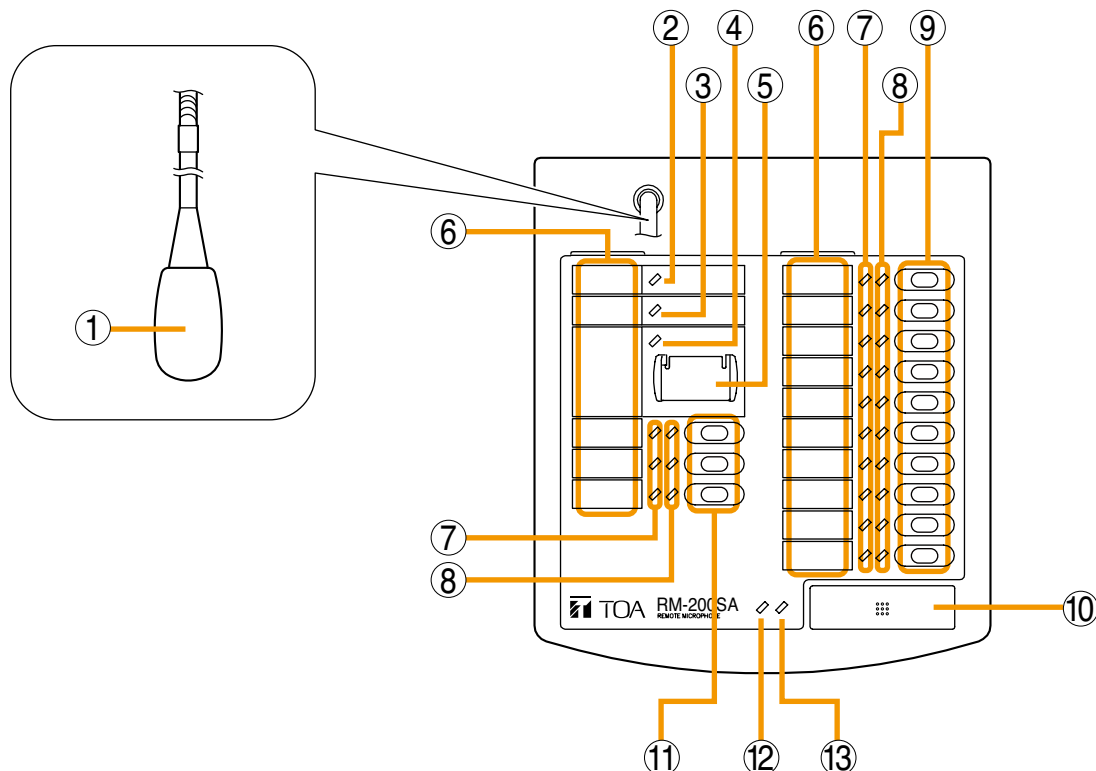 ② ④ ⑥ ⑦ ⑨
③ ⑤ ⑧
⑥
①
⑦
⑧
TOA RM-200SA
REMOTE MICROPHONE
⑩
⑪ ⑫ ⑬